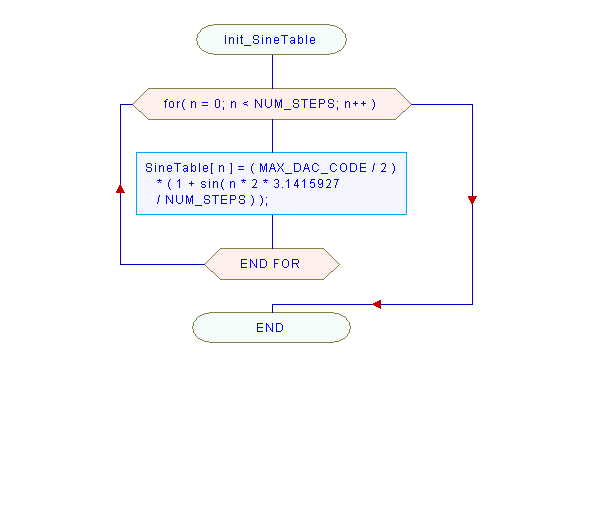 Init_SineTable
for( n = 0; n < NUM_STEPS; n++ )
SineTable[ n ] = ( MAX_DAC_CODE / 2 )
* ( 1 + sin( n * 2 * 3.1415927
/ NUM_STEPS ) );
END FOR
END